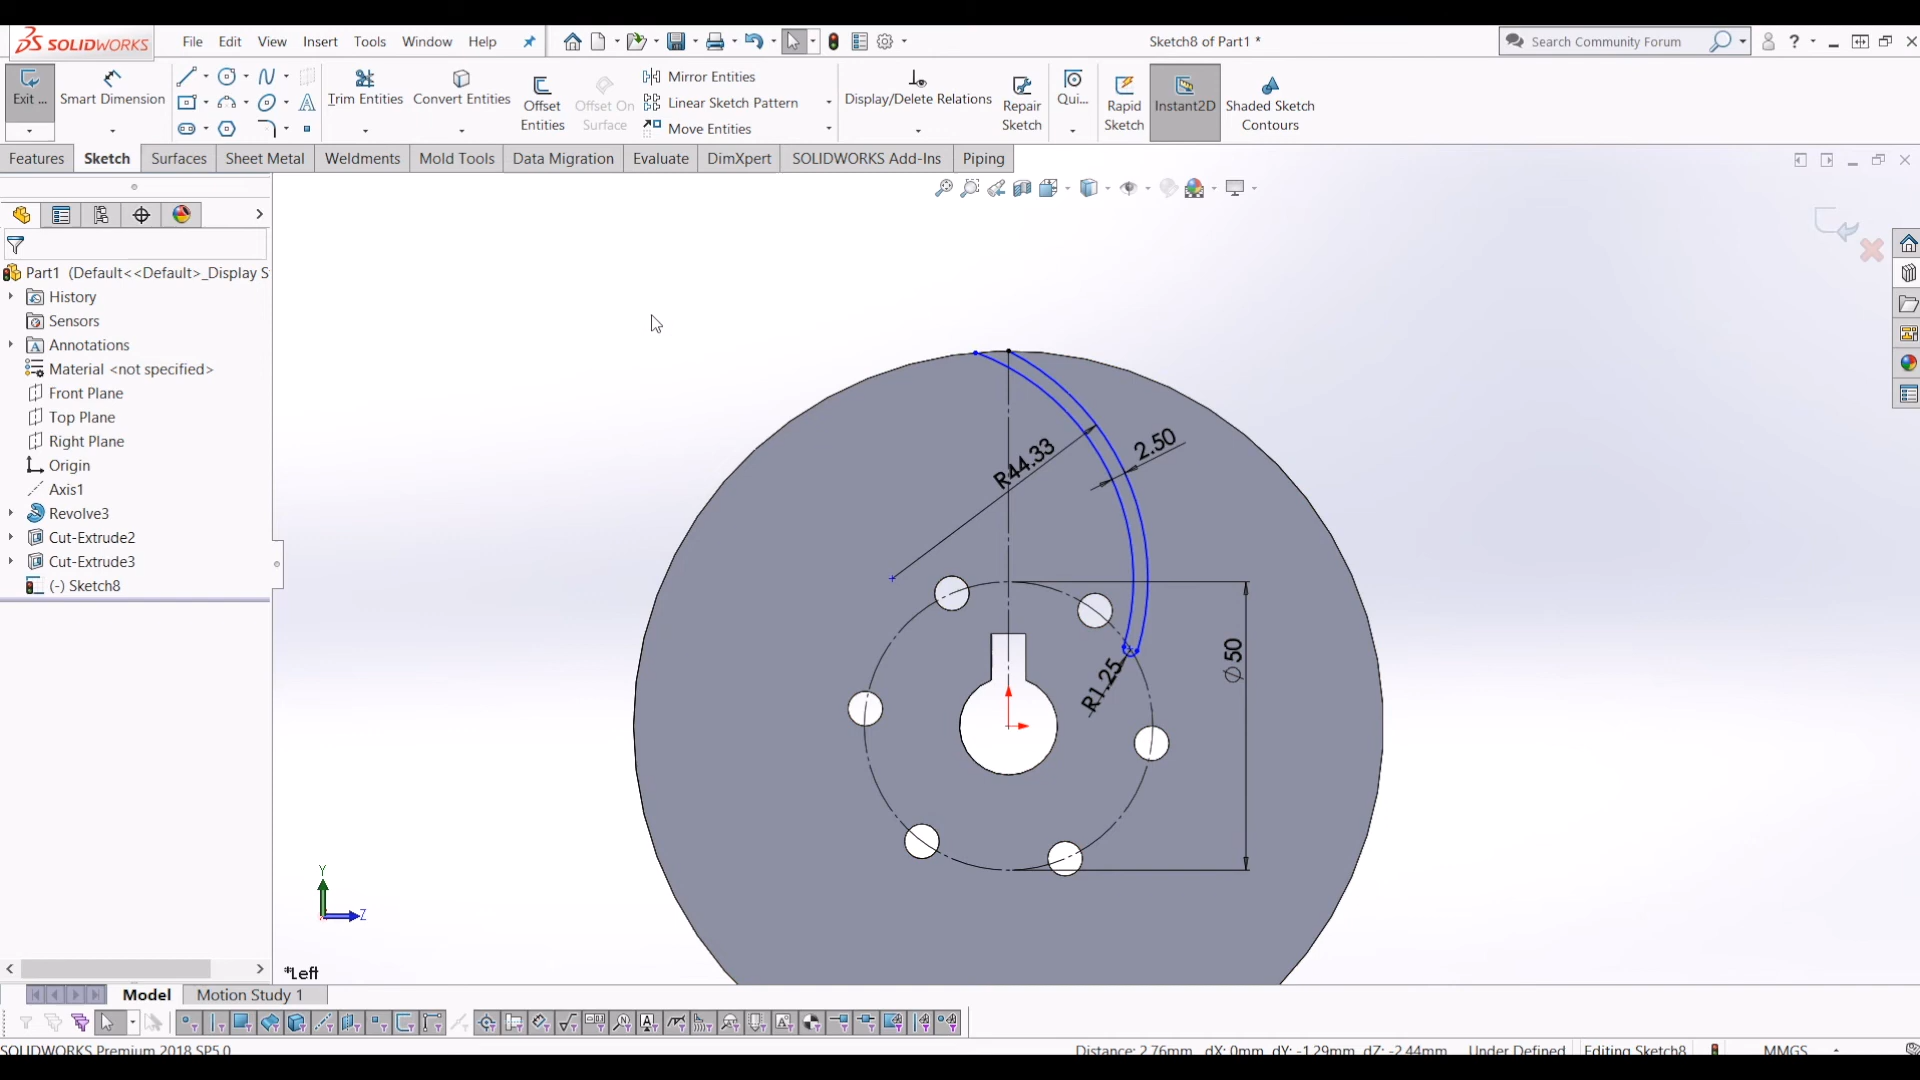 SOLIDWORKS File Edit View Insert Tools Window Help Sketch8 of Part1 * Search Community Forum ?
Exit ... Smart Dimension Trim Entities Convert Entities Offset Entities Offset On Surface Mirror Entities Display/Delete Relations Repair Sketch Qui... Rapid Sketch Instant2D Shaded Sketch Contours
Linear Sketch Pattern
Move Entities
Features Sketch Surfaces Sheet Metal Weldments Mold Tools Data Migration Evaluate DimXpert SOLIDWORKS Add-Ins Piping
Part1 (Default<<Default>_Display S
History
Sensors
Annotations
Material <not specified>
Front Plane
Top Plane
Right Plane
Origin
Axis1
Revolve3
Cut-Extrude2
Cut-Extrude3
(-) Sketch8
R44.33
2.50
R1.25
∅50
Y
Z
*Left
Model Motion Study 1
SOLIDWORKS Premium 2018 SP5.0 Distance: 2.76mm dX: 0mm dY: -1.29mm dZ: -2.44mm Under Defined Editing Sketch8 MMGS